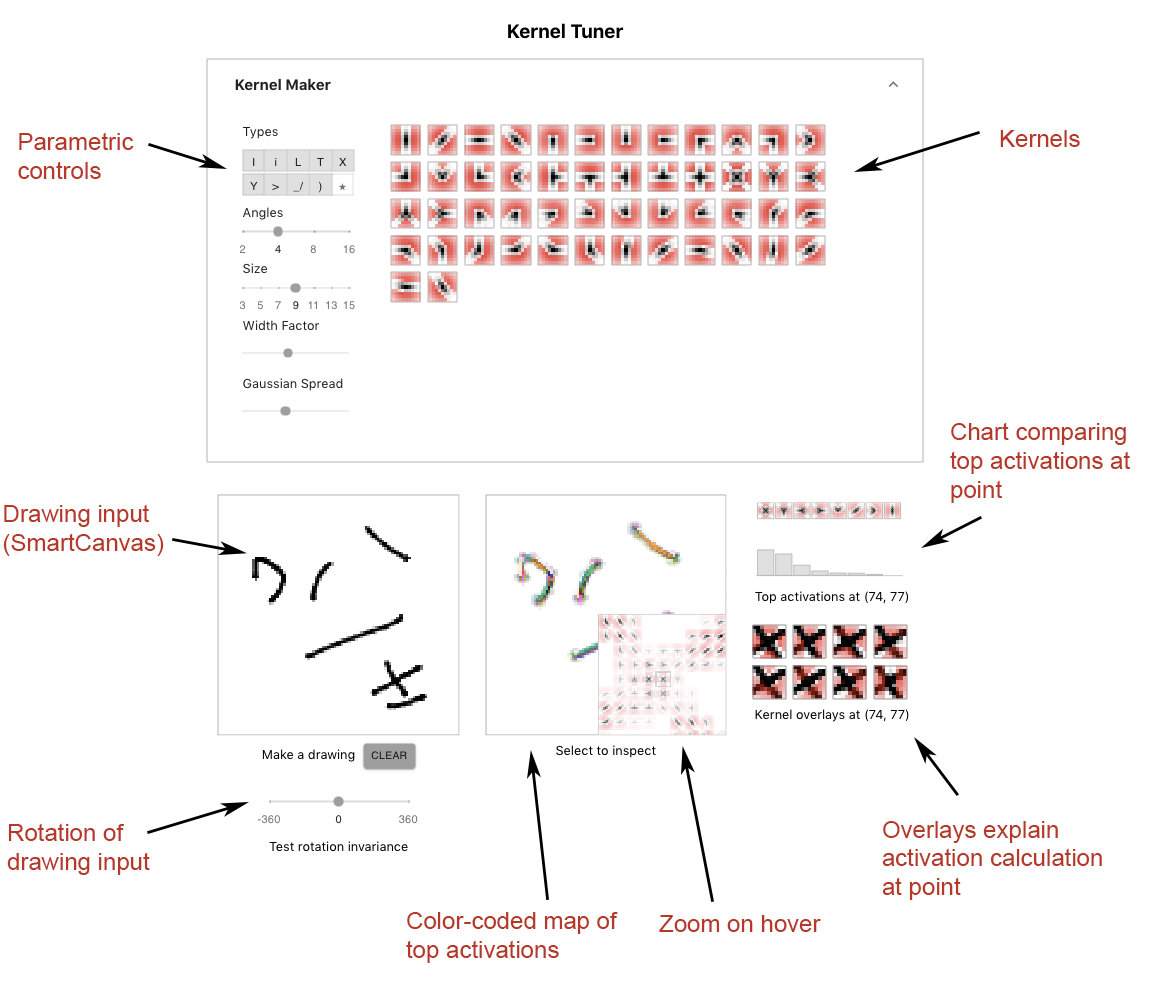 Kernel Tuner
Kernel Maker
Parametric
controls
Types
I i L T X
Y > _/ ) ★
Angles
2 4 8 16
Size
3 5 7 9 11 13 15
Width Factor
Gaussian Spread
Kernels
Chart comparing
top activations at
point
Drawing input
(SmartCanvas)
Top activations at (74, 77)
Kernel overlays at (74, 77)
Make a drawing CLEAR
Select to inspect
-360 0 360
Test rotation invariance
Rotation of
drawing input
Overlays explain
activation calculation
at point
Color-coded map of
top activations
Zoom on hover